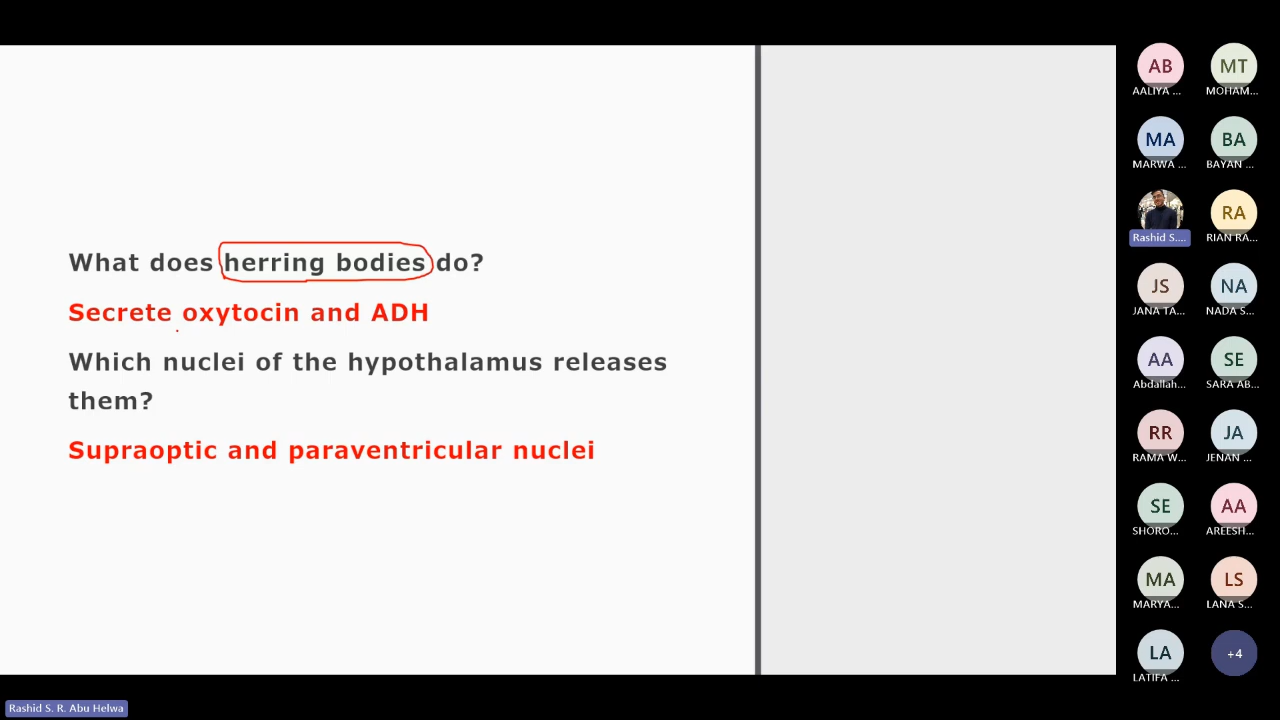 What does herring bodies do?
Secrete oxytocin and ADH
Which nuclei of the hypothalamus releases
them?
Supraoptic and paraventricular nuclei
AB MT
AALIYA ... MOHAM...
MA BA
MARWA ... BAYAN ...
RA
Rashid S.... RIAN RA...
JS NA
JANA TA... NADA S...
AA SE
Abdallah... SARA AB...
RR JA
RAMA W... JENAN ...
SE AA
SHORO... AREESH...
MA LS
MARYA... LANA S...
LA +4
LATIFA ...
Rashid S. R. Abu Helwa